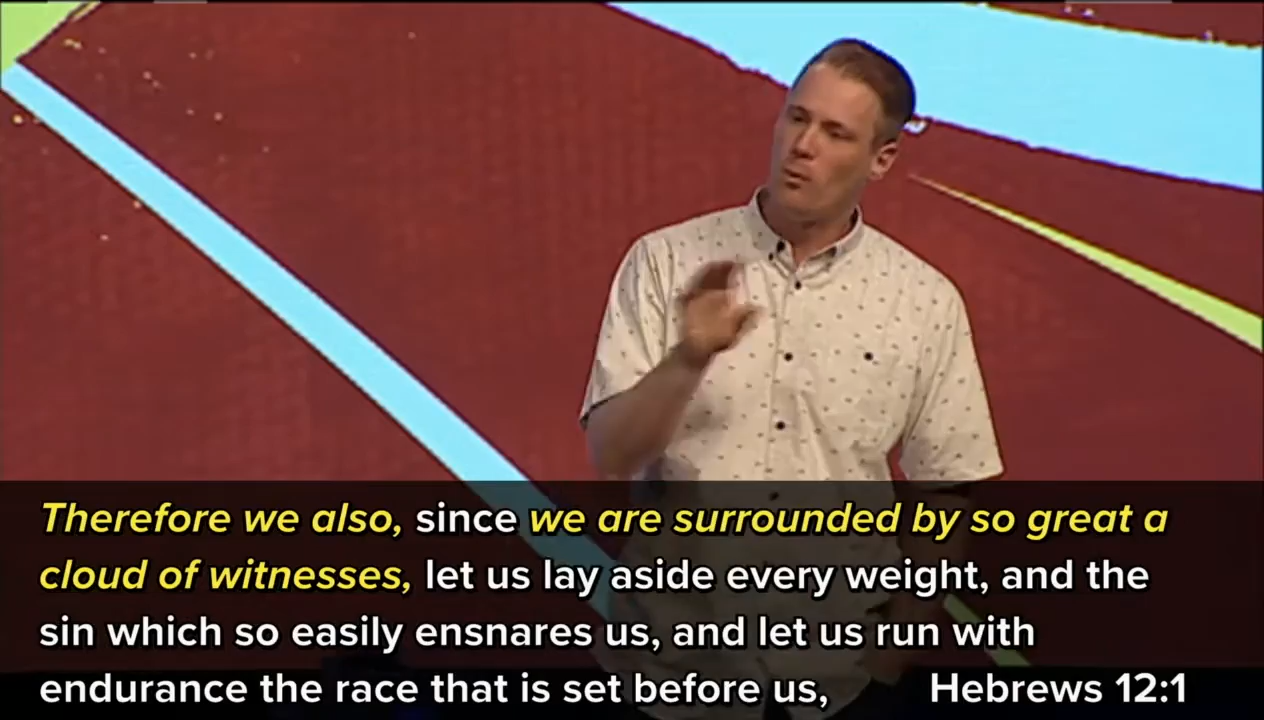 Therefore we also, since we are surrounded by so great a
cloud of witnesses, let us lay aside every weight, and the
sin which so easily ensnares us, and let us run with
endurance the race that is set before us, Hebrews 12:1